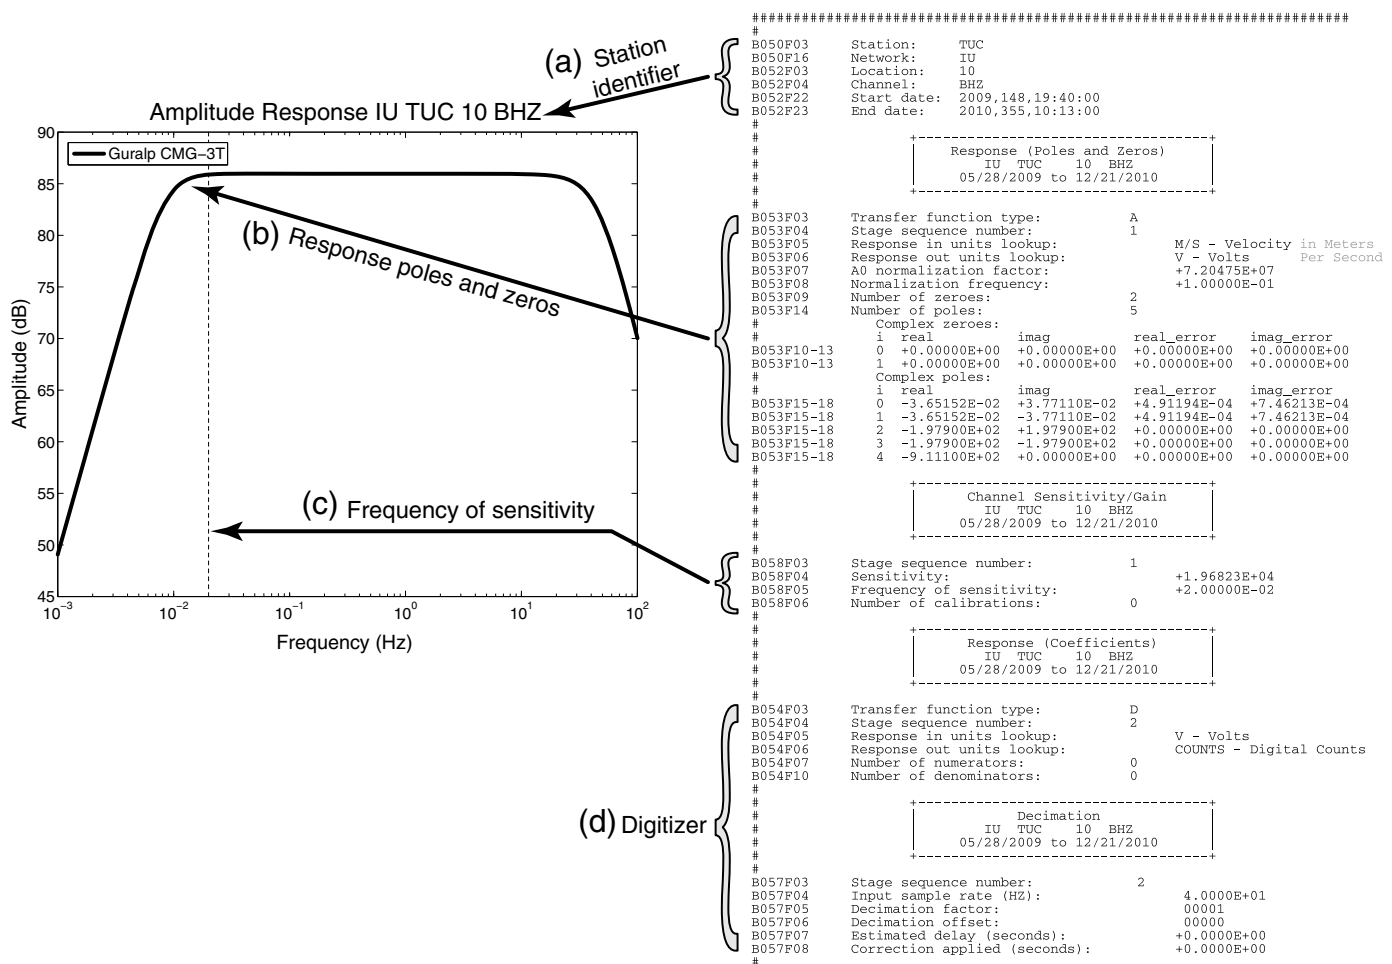 Amplitude Response IU TUC 10 BHZ
Guralp CMG-3T
Amplitude (dB)
90
85
80
75
70
65
60
55
50
45
10^-3
10^-2
10^-1
10^0
10^1
10^2
Frequency (Hz)
(a) Station identifier
(b) Response poles and zeros
(c) Frequency of sensitivity
(d) Digitizer
########################################################################
#
B050F03 Station: TUC
B050F16 Network: IU
B052F03 Location: 10
B052F04 Channel: BHZ
B052F22 Start date: 2009,148,19:40:00
B052F23 End date: 2010,355,10:13:00
#
# +-----------------------------------+
# | Response (Poles and Zeros) |
# | IU TUC 10 BHZ |
# | 05/28/2009 to 12/21/2010 |
# +-----------------------------------+
#
B053F03 Transfer function type: A
B053F04 Stage sequence number: 1
B053F05 Response in units lookup: M/S - Velocity in Meters Per Second
B053F06 Response out units lookup: V - Volts
B053F07 A0 normalization factor: +7.20475E+07
B053F08 Normalization frequency: +1.00000E-01
B053F09 Number of zeroes: 2
B053F14 Number of poles: 5
# Complex zeroes:
# i real imag real_error imag_error
B053F10-13 0 +0.00000E+00 +0.00000E+00 +0.00000E+00 +0.00000E+00
B053F10-13 1 +0.00000E+00 +0.00000E+00 +0.00000E+00 +0.00000E+00
# Complex poles:
# i real imag real_error imag_error
B053F15-18 0 -3.65152E-02 +3.77110E-02 +4.91194E-04 +7.46213E-04
B053F15-18 1 -3.65152E-02 -3.77110E-02 +4.91194E-04 +7.46213E-04
B053F15-18 2 -1.97900E+02 +1.97900E+02 +0.00000E+00 +0.00000E+00
B053F15-18 3 -1.97900E+02 -1.97900E+02 +0.00000E+00 +0.00000E+00
B053F15-18 4 -9.11100E+02 +0.00000E+00 +0.00000E+00 +0.00000E+00
#
# +-----------------------------------+
# | Channel Sensitivity/Gain |
# | IU TUC 10 BHZ |
# | 05/28/2009 to 12/21/2010 |
# +-----------------------------------+
#
B058F03 Stage sequence number: 1
B058F04 Sensitivity: +1.96823E+04
B058F05 Frequency of sensitivity: +2.00000E-02
B058F06 Number of calibrations: 0
#
# +-----------------------------------+
# | Response (Coefficients) |
# | IU TUC 10 BHZ |
# | 05/28/2009 to 12/21/2010 |
# +-----------------------------------+
#
B054F03 Transfer function type: D
B054F04 Stage sequence number: 2
B054F05 Response in units lookup: V - Volts
B054F06 Response out units lookup: COUNTS - Digital Counts
B054F07 Number of numerators: 0
B054F10 Number of denominators: 0
#
# +-----------------------------------+
# | Decimation |
# | IU TUC 10 BHZ |
# | 05/28/2009 to 12/21/2010 |
# +-----------------------------------+
#
B057F03 Stage sequence number: 2
B057F04 Input sample rate (HZ): 4.0000E+01
B057F05 Decimation factor: 00001
B057F06 Decimation offset: 00000
B057F07 Estimated delay (seconds): +0.0000E+00
B057F08 Correction applied (seconds): +0.0000E+00
#